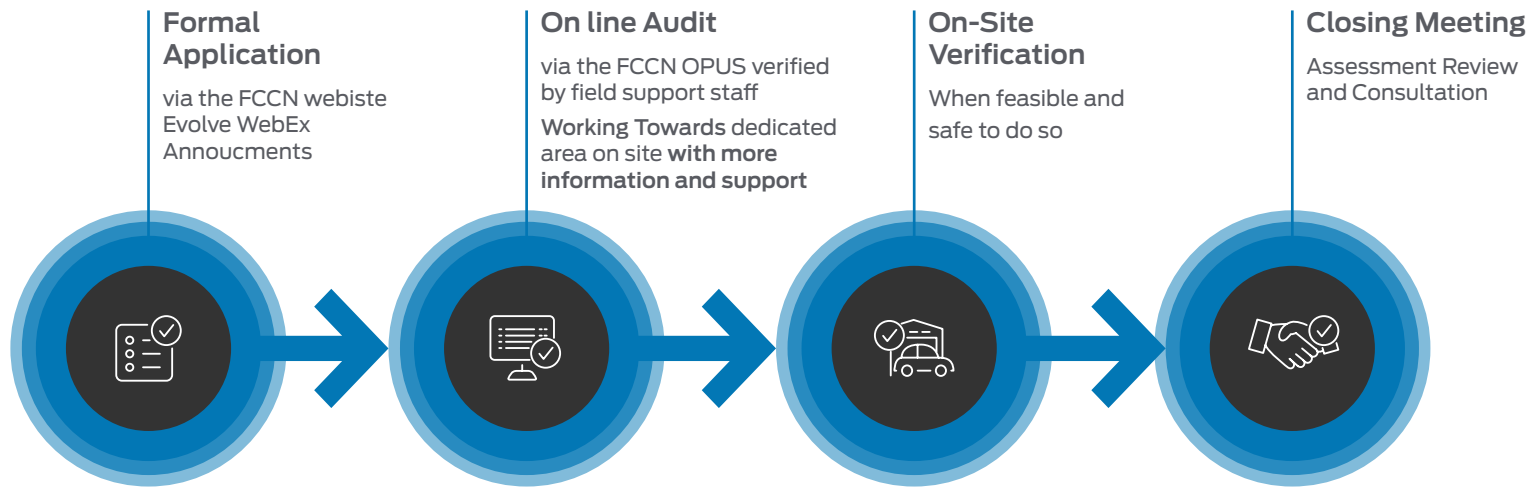 Formal
Application
via the FCCN webiste
Evolve WebEx
Annoucments
On line Audit
via the FCCN OPUS verified
by field support staff
Working Towards dedicated
area on site with more
information and support
On-Site
Verification
When feasible and
safe to do so
Closing Meeting
Assessment Review
and Consultation